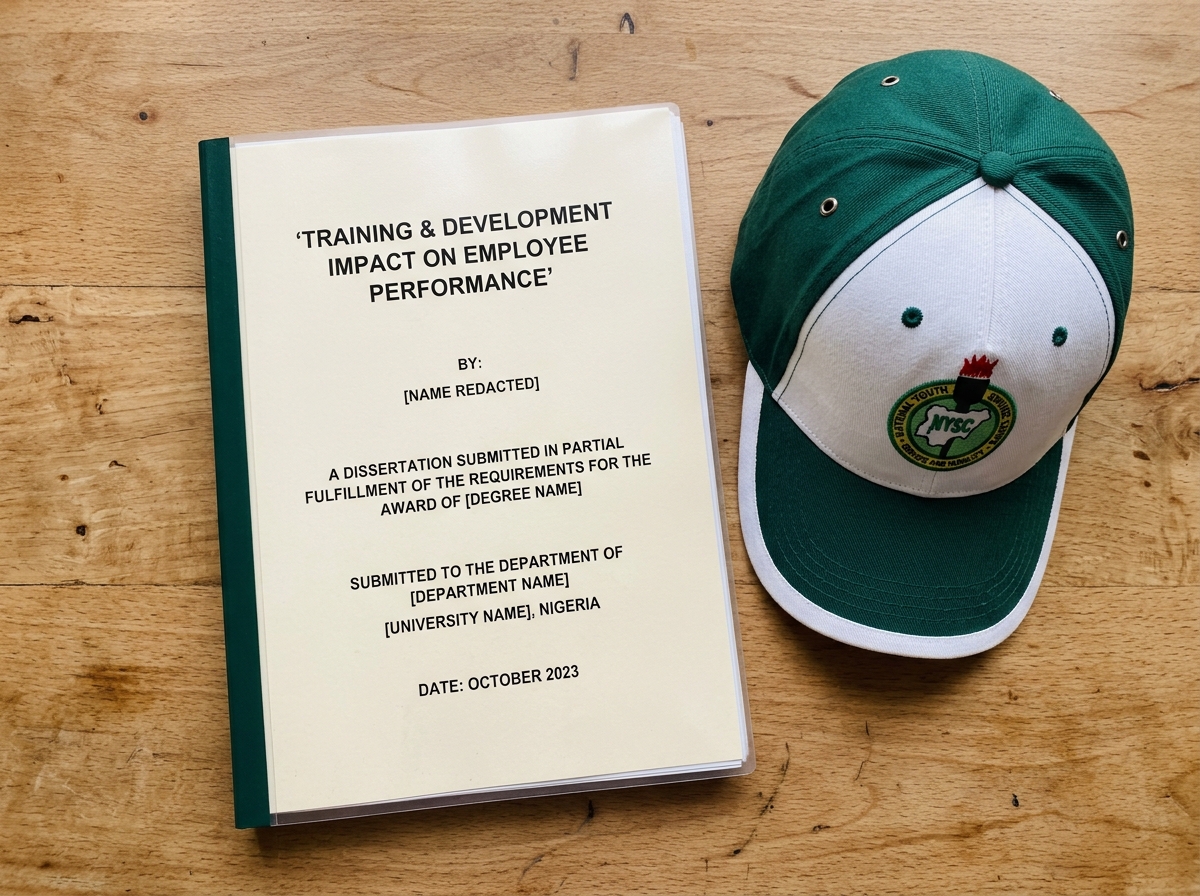 ‘TRAINING & DEVELOPMENT
IMPACT ON EMPLOYEE
PERFORMANCE’
BY:
[NAME REDACTED]
A DISSERTATION SUBMITTED IN PARTIAL
FULFILLMENT OF THE REQUIREMENTS FOR THE
AWARD OF [DEGREE NAME]
SUBMITTED TO THE DEPARTMENT OF
[DEPARTMENT NAME]
[UNIVERSITY NAME], NIGERIA
DATE: OCTOBER 2023
YOUTH
NYSC